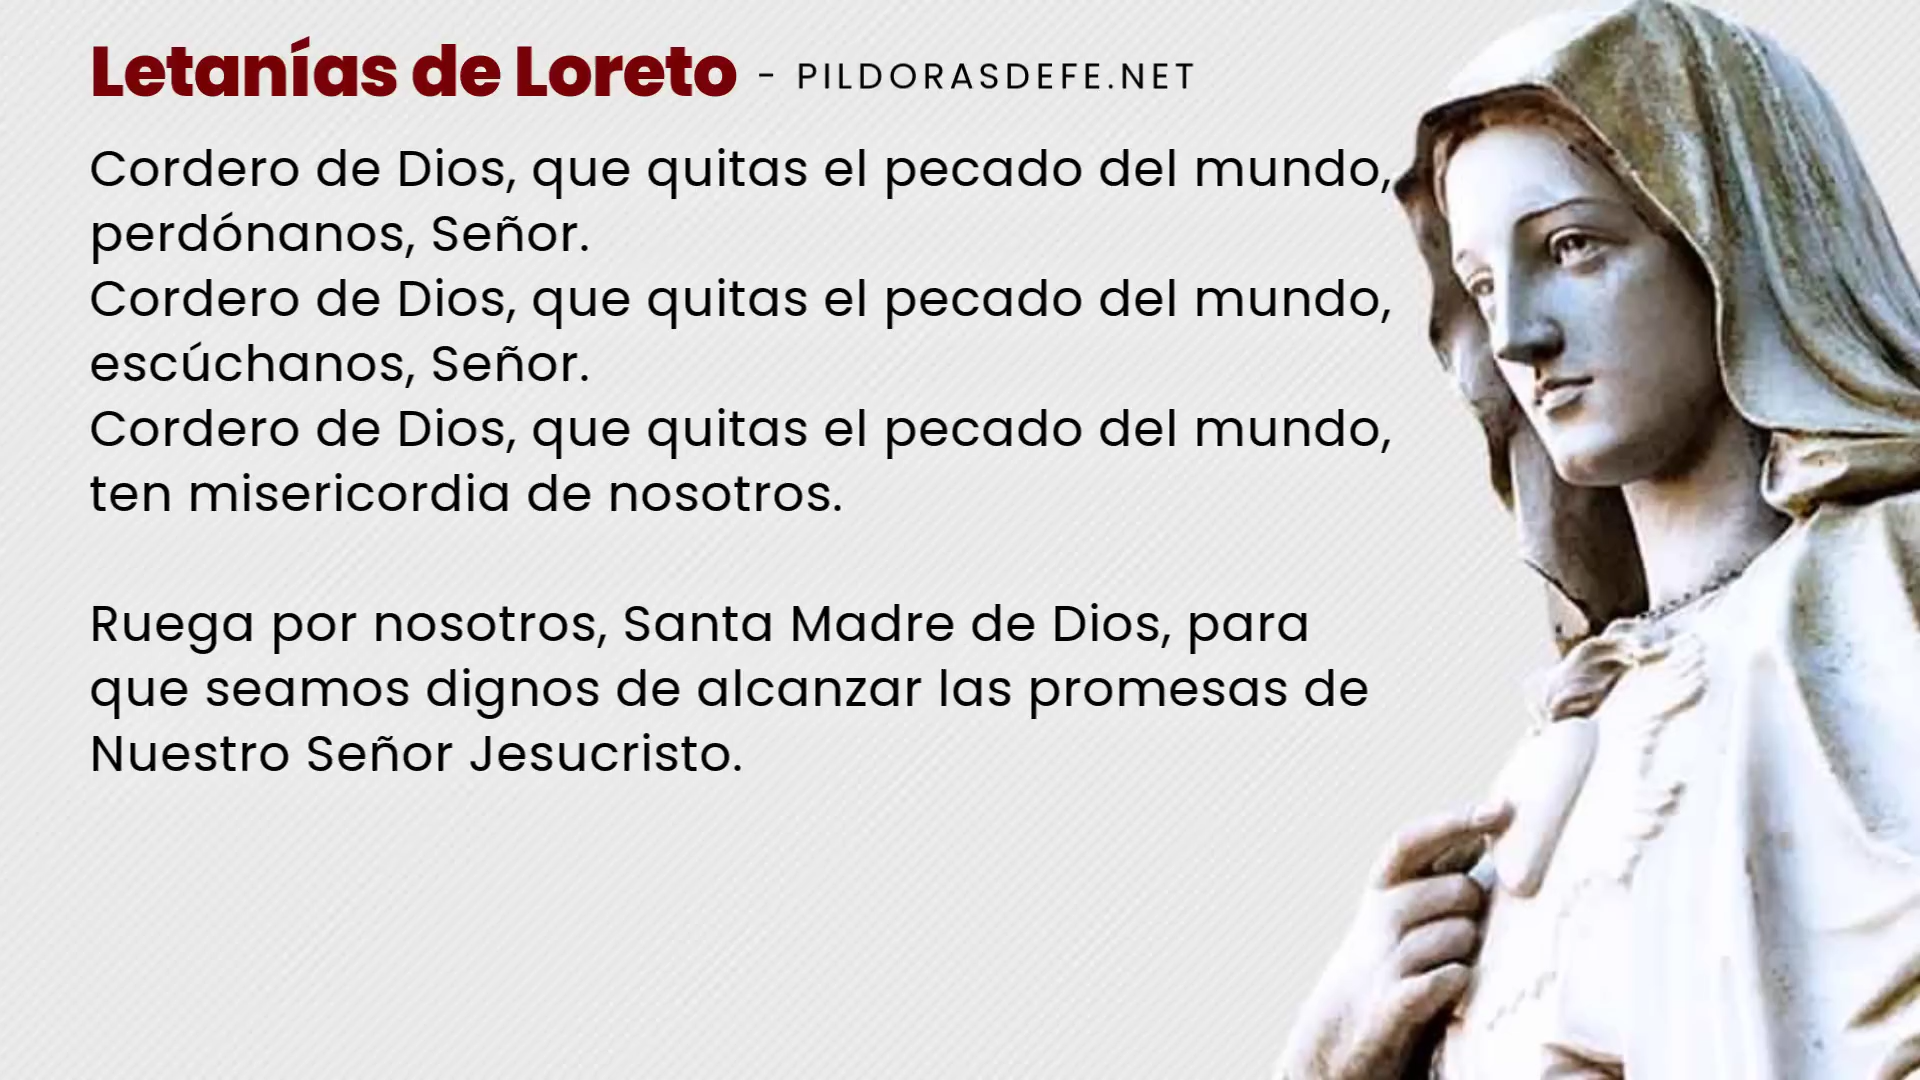 Letanías de Loreto - PILDORASDEFE.NET
Cordero de Dios, que quitas el pecado del mundo,
perdónanos, Señor.
Cordero de Dios, que quitas el pecado del mundo,
escúchanos, Señor.
Cordero de Dios, que quitas el pecado del mundo,
ten misericordia de nosotros.
Ruega por nosotros, Santa Madre de Dios, para
que seamos dignos de alcanzar las promesas de
Nuestro Señor Jesucristo.